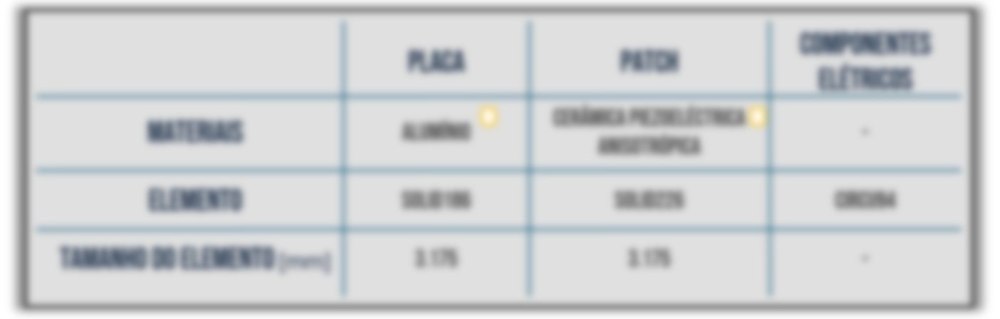 PLACA PATCH COMPONENTES
ELÉTRICOS
MATERIAIS ALUMÍNIO CERÂMICA PIEZOELÉCTRICA
ANISOTRÓPICA -
ELEMENTO SOLID186 SOLID226 CIRCU94
TAMANHO DO ELEMENTO [mm] 3.175 3.175 -